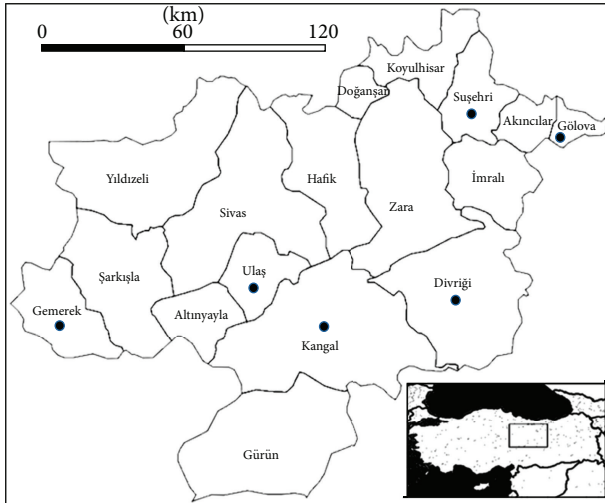 (km)
0 60 120
Koyulhisar
Doğanşar
Suşehri
Akıncılar
Gölova
Yıldızeli
Hafik
İmralı
Zara
Sivas
Şarkışla
Ulaş
Divriği
Gemerek
Altınyayla
Kangal
Gürün